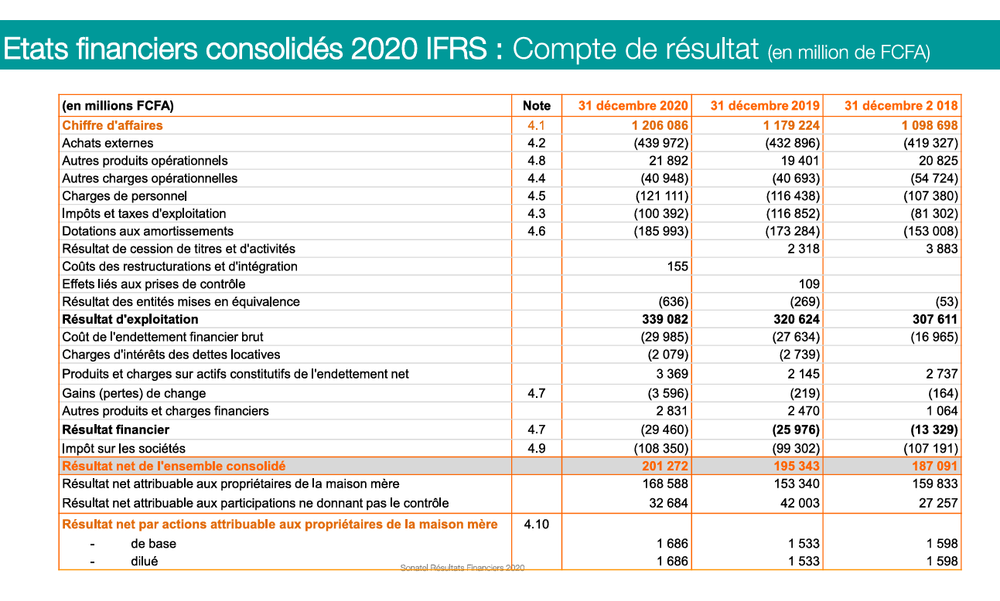 Etats financiers consolidés 2020 IFRS : Compte de résultat (en million de FCFA)
(en millions FCFA) Note 31 décembre 2020 31 décembre 2019 31 décembre 2 018
Chiffre d'affaires 4.1 1 206 086 1 179 224 1 098 698
Achats externes 4.2 (439 972) (432 896) (419 327)
Autres produits opérationnels 4.8 21 892 19 401 20 825
Autres charges opérationnelles 4.4 (40 948) (40 693) (54 724)
Charges de personnel 4.5 (121 111) (116 438) (107 380)
Impôts et taxes d'exploitation 4.3 (100 392) (116 852) (81 302)
Dotations aux amortissements 4.6 (185 993) (173 284) (153 008)
Résultat de cession de titres et d'activités 2 318 3 883
Coûts des restructurations et d'intégration 155
Effets liés aux prises de contrôle 109
Résultat des entités mises en équivalence (636) (269) (53)
Résultat d'exploitation 339 082 320 624 307 611
Coût de l'endettement financier brut (29 985) (27 634) (16 965)
Charges d'intérêts des dettes locatives (2 079) (2 739)
Produits et charges sur actifs constitutifs de l'endettement net 3 369 2 145 2 737
Gains (pertes) de change 4.7 (3 596) (219) (164)
Autres produits et charges financiers 2 831 2 470 1 064
Résultat financier 4.7 (29 460) (25 976) (13 329)
Impôt sur les sociétés 4.9 (108 350) (99 302) (107 191)
Résultat net de l'ensemble consolidé 201 272 195 343 187 091
Résultat net attribuable aux propriétaires de la maison mère 168 588 153 340 159 833
Résultat net attribuable aux participations ne donnant pas le contrôle 32 684 42 003 27 257
Résultat net par actions attribuable aux propriétaires de la maison mère 4.10
- de base 1 686 1 533 1 598
- dilué 1 686 1 533 1 598
Sonatel Résultats Financiers 2020